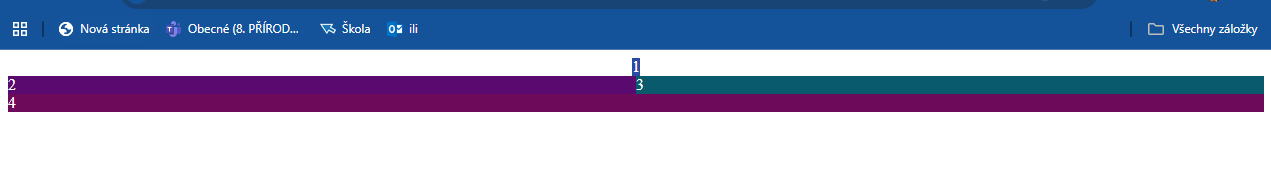 Nová stránka Obecné (8. PŘÍROD... Škola ili Všechny záložky
1
2 3
4